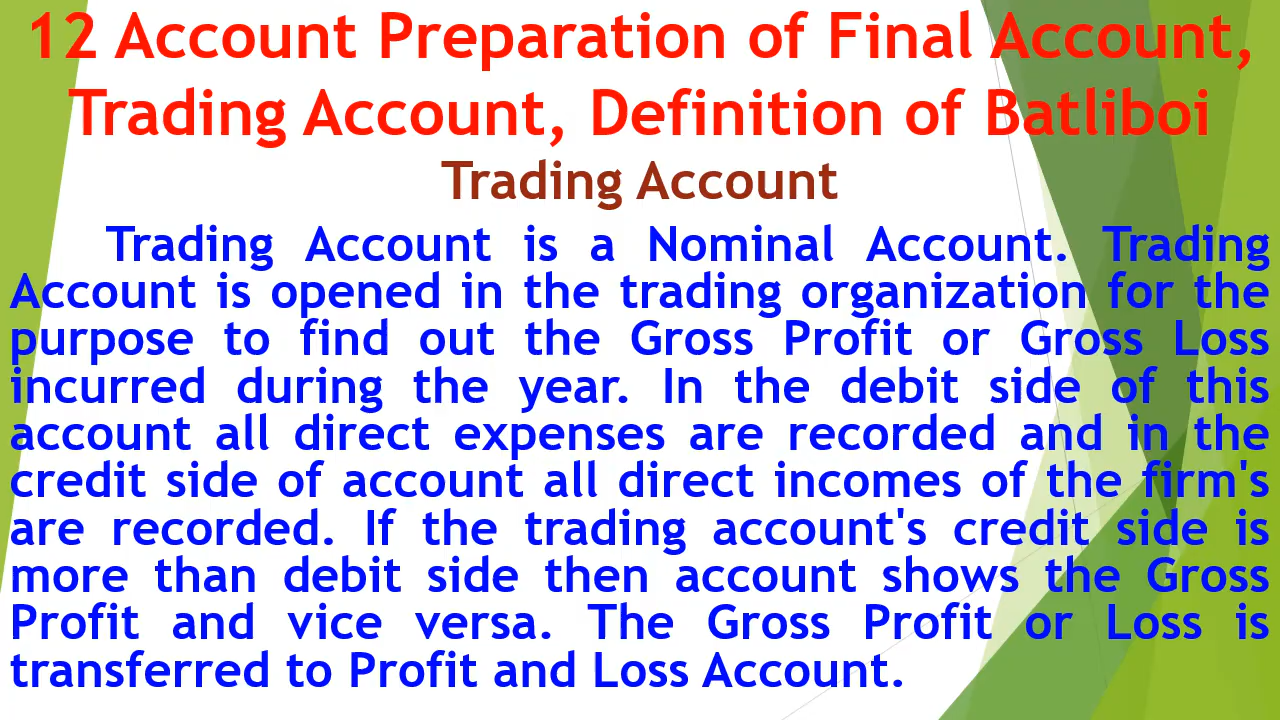 12 Account Preparation of Final Account,
Trading Account, Definition of Batliboi
Trading Account
Trading Account is a Nominal Account. Trading
Account is opened in the trading organization for the
purpose to find out the Gross Profit or Gross Loss
incurred during the year. In the debit side of this
account all direct expenses are recorded and in the
credit side of account all direct incomes of the firm's
are recorded. If the trading account's credit side is
more than debit side then account shows the Gross
Profit and vice versa. The Gross Profit or Loss is
transferred to Profit and Loss Account.